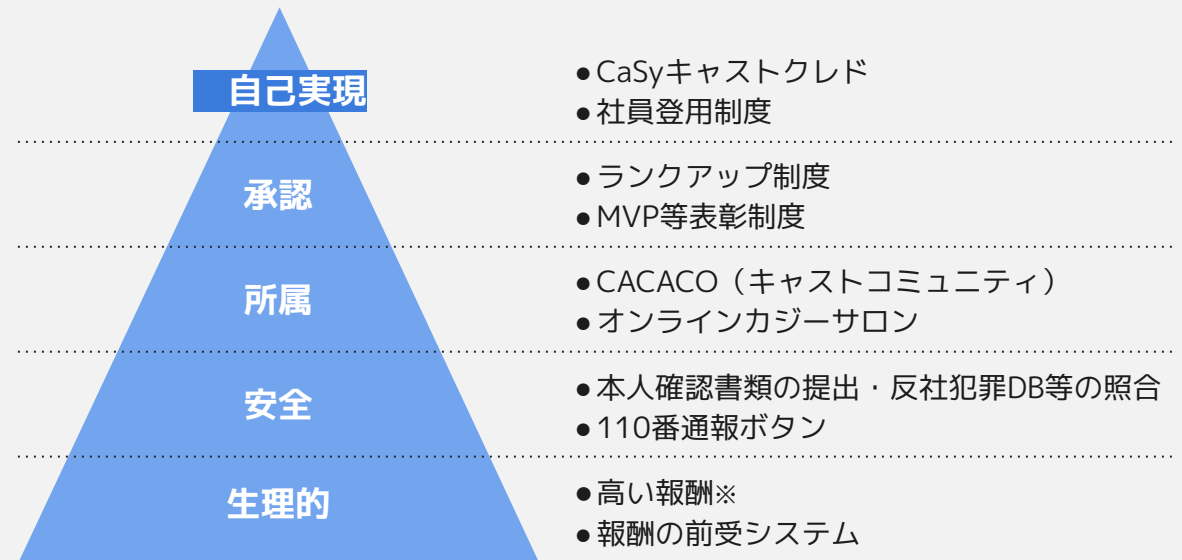 自己実現
●CaSyキャストクレド
●社員登用制度
承認
●ランクアップ制度
●MVP等表彰制度
所属
●CACACO（キャストコミュニティ）
●オンラインカジーサロン
安全
●本人確認書類の提出・反社犯罪DB等の照合
●110番通報ボタン
生理的
●高い報酬※
●報酬の前受システム